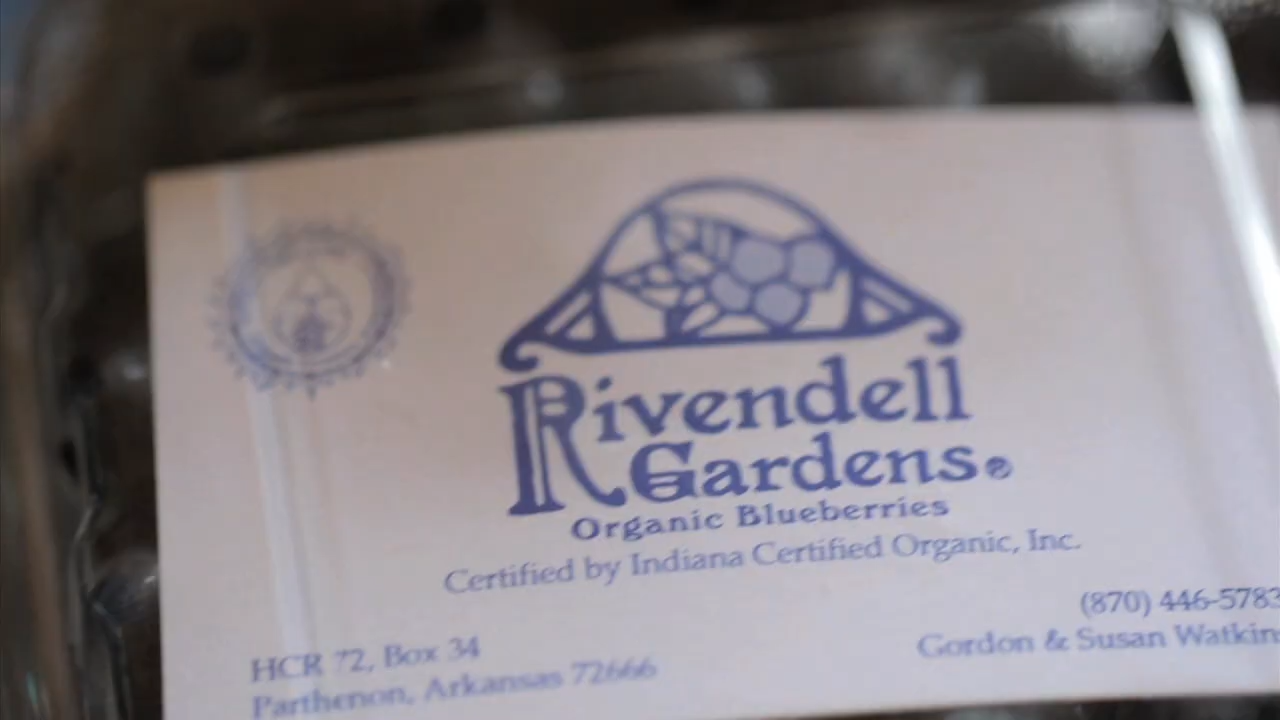 Rivendell
Gardens®
Organic Blueberries
Certified by Indiana Certified Organic, Inc.
(870) 446-5783
Gordon & Susan Watkin
HCR 72, Box 34
Parthenon, Arkansas 72666